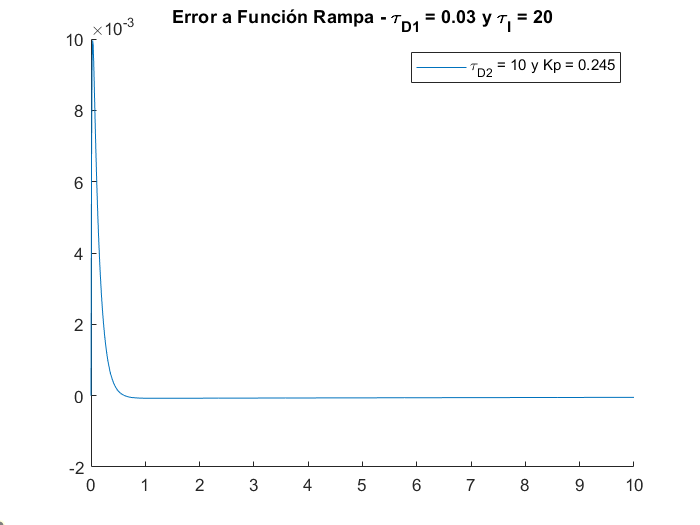 Error a Función Rampa - τD1 = 0.03 y τI = 20
×10-3
τD2 = 10 y Kp = 0.245
10
8
6
4
2
0
-2
0 1 2 3 4 5 6 7 8 9 10